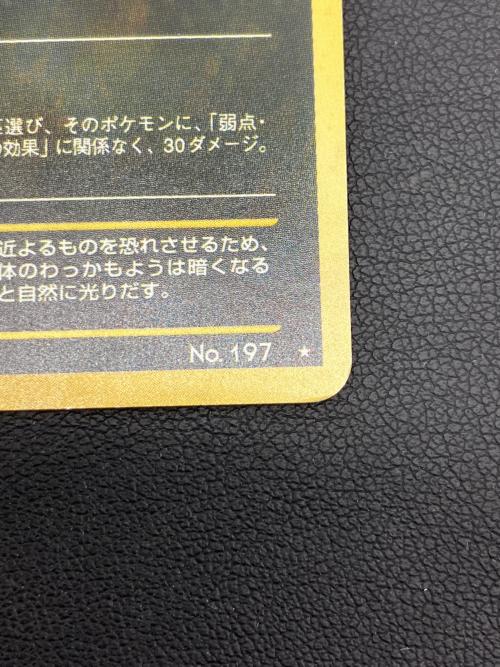 選び、そのポケモンに、「弱点・
効果」に関係なく、30ダメージ。
近よるものを恐れさせるため、
体のわっかもようは暗くなる
と自然に光りだす。
No. 197 ★